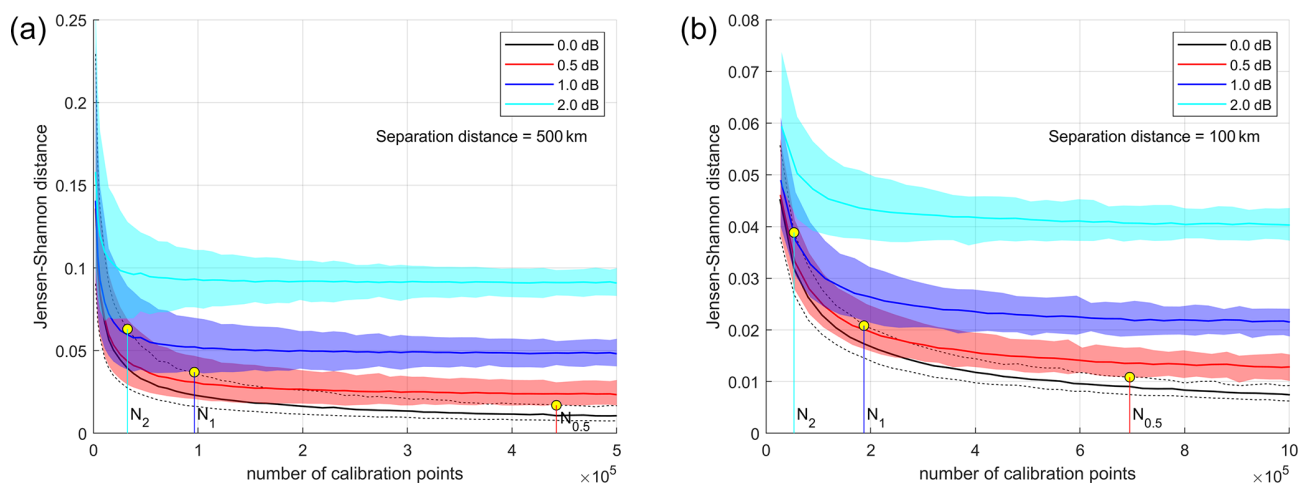 (a)
0.25
0.2
0.15
0.1
0.05
0
Jensen-Shannon distance
0.0 dB
0.5 dB
1.0 dB
2.0 dB
Separation distance = 500 km
N2
N1
N0.5
0 1 2 3 4 5
number of calibration points
×10^5
(b)
0.08
0.07
0.06
0.05
0.04
0.03
0.02
0.01
0
Jensen-Shannon distance
0.0 dB
0.5 dB
1.0 dB
2.0 dB
Separation distance = 100 km
N2
N1
N0.5
0 2 4 6 8 10
number of calibration points
×10^5